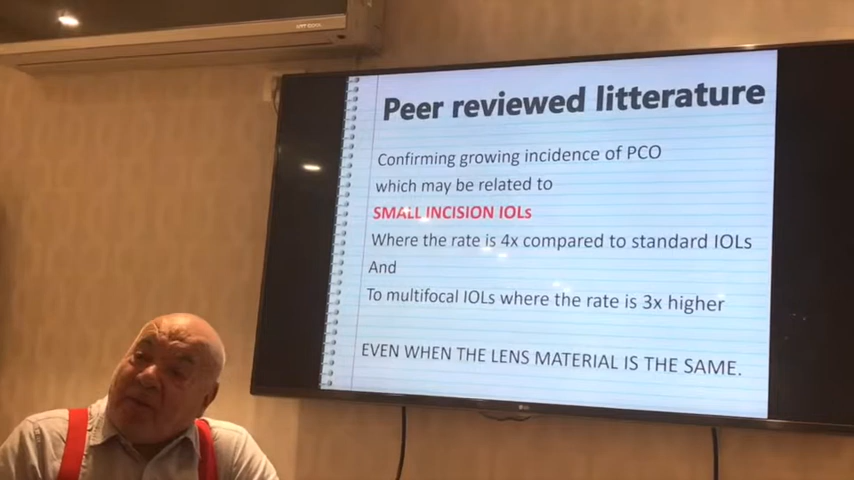 Peer reviewed litterature
Confirming growing incidence of PCO
which may be related to
SMALL INCISION IOLs
Where the rate is 4x compared to standard IOLs
And
To multifocal IOLs where the rate is 3x higher
EVEN WHEN THE LENS MATERIAL IS THE SAME.
LG